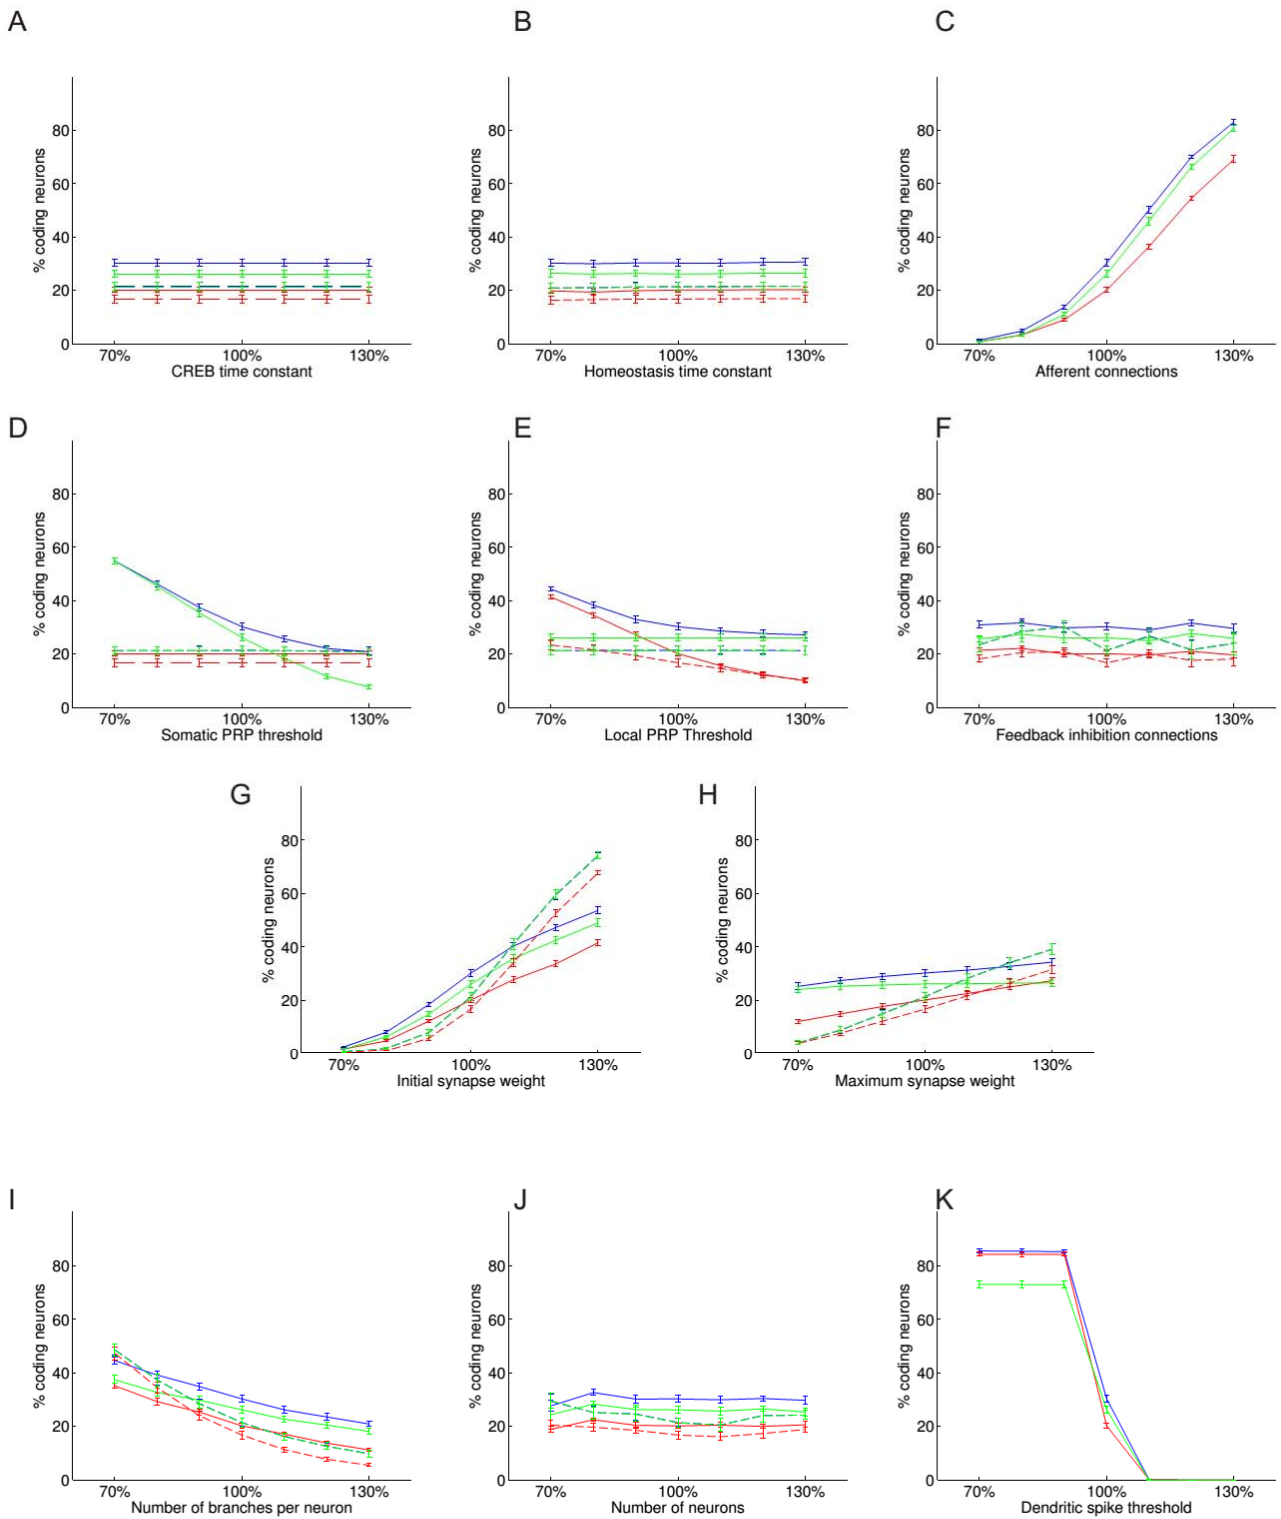 A
B
C
% coding neurons
80
60
40
20
0
70%
100%
130%
CREB time constant
% coding neurons
80
60
40
20
0
70%
100%
130%
Homeostasis time constant
% coding neurons
80
60
40
20
0
70%
100%
130%
Afferent connections
D
E
F
% coding neurons
80
60
40
20
0
70%
100%
130%
Somatic PRP threshold
% coding neurons
80
60
40
20
0
70%
100%
130%
Local PRP Threshold
% coding neurons
80
60
40
20
0
70%
100%
130%
Feedback inhibition connections
G
H
% coding neurons
80
60
40
20
0
70%
100%
130%
Initial synapse weight
% coding neurons
80
60
40
20
0
70%
100%
130%
Maximum synapse weight
I
J
K
% coding neurons
80
60
40
20
0
70%
100%
130%
Number of branches per neuron
% coding neurons
80
60
40
20
0
70%
100%
130%
Number of neurons
% coding neurons
80
60
40
20
0
70%
100%
130%
Dendritic spike threshold